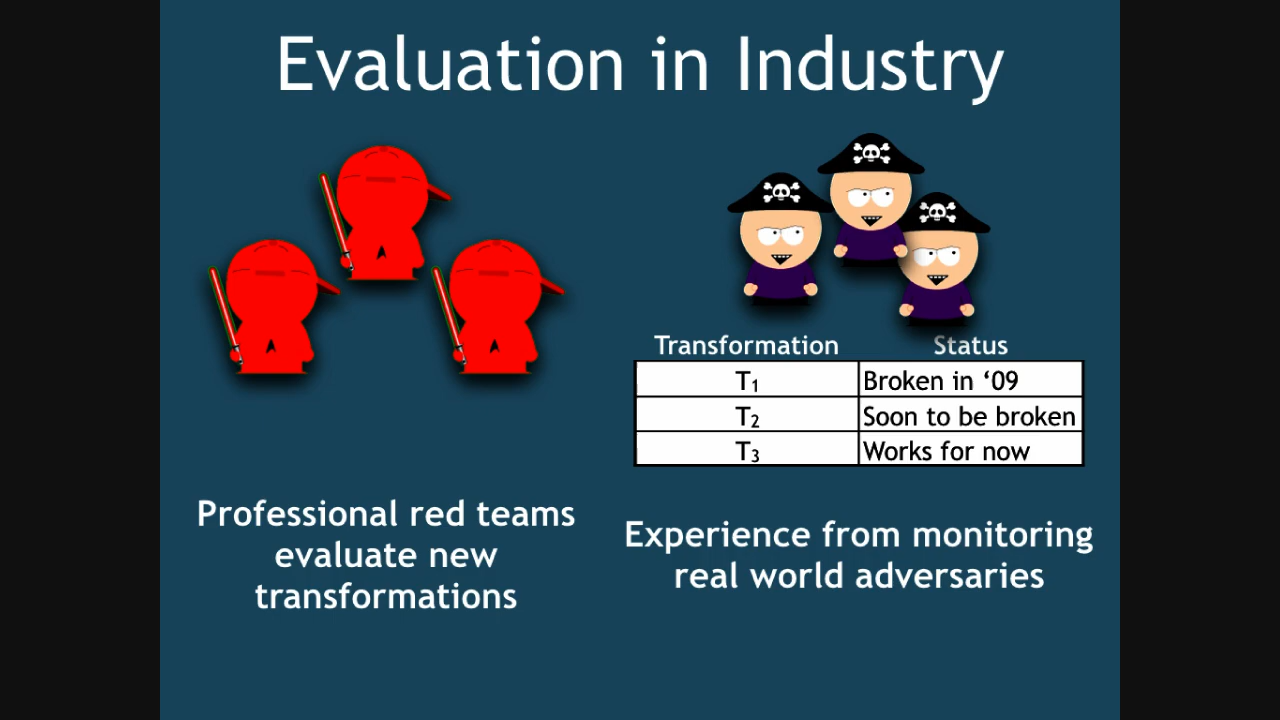 Evaluation in Industry
Transformation Status
T₁ Broken in ‘09
T₂ Soon to be broken
T₃ Works for now
Professional red teams
evaluate new
transformations
Experience from monitoring
real world adversaries